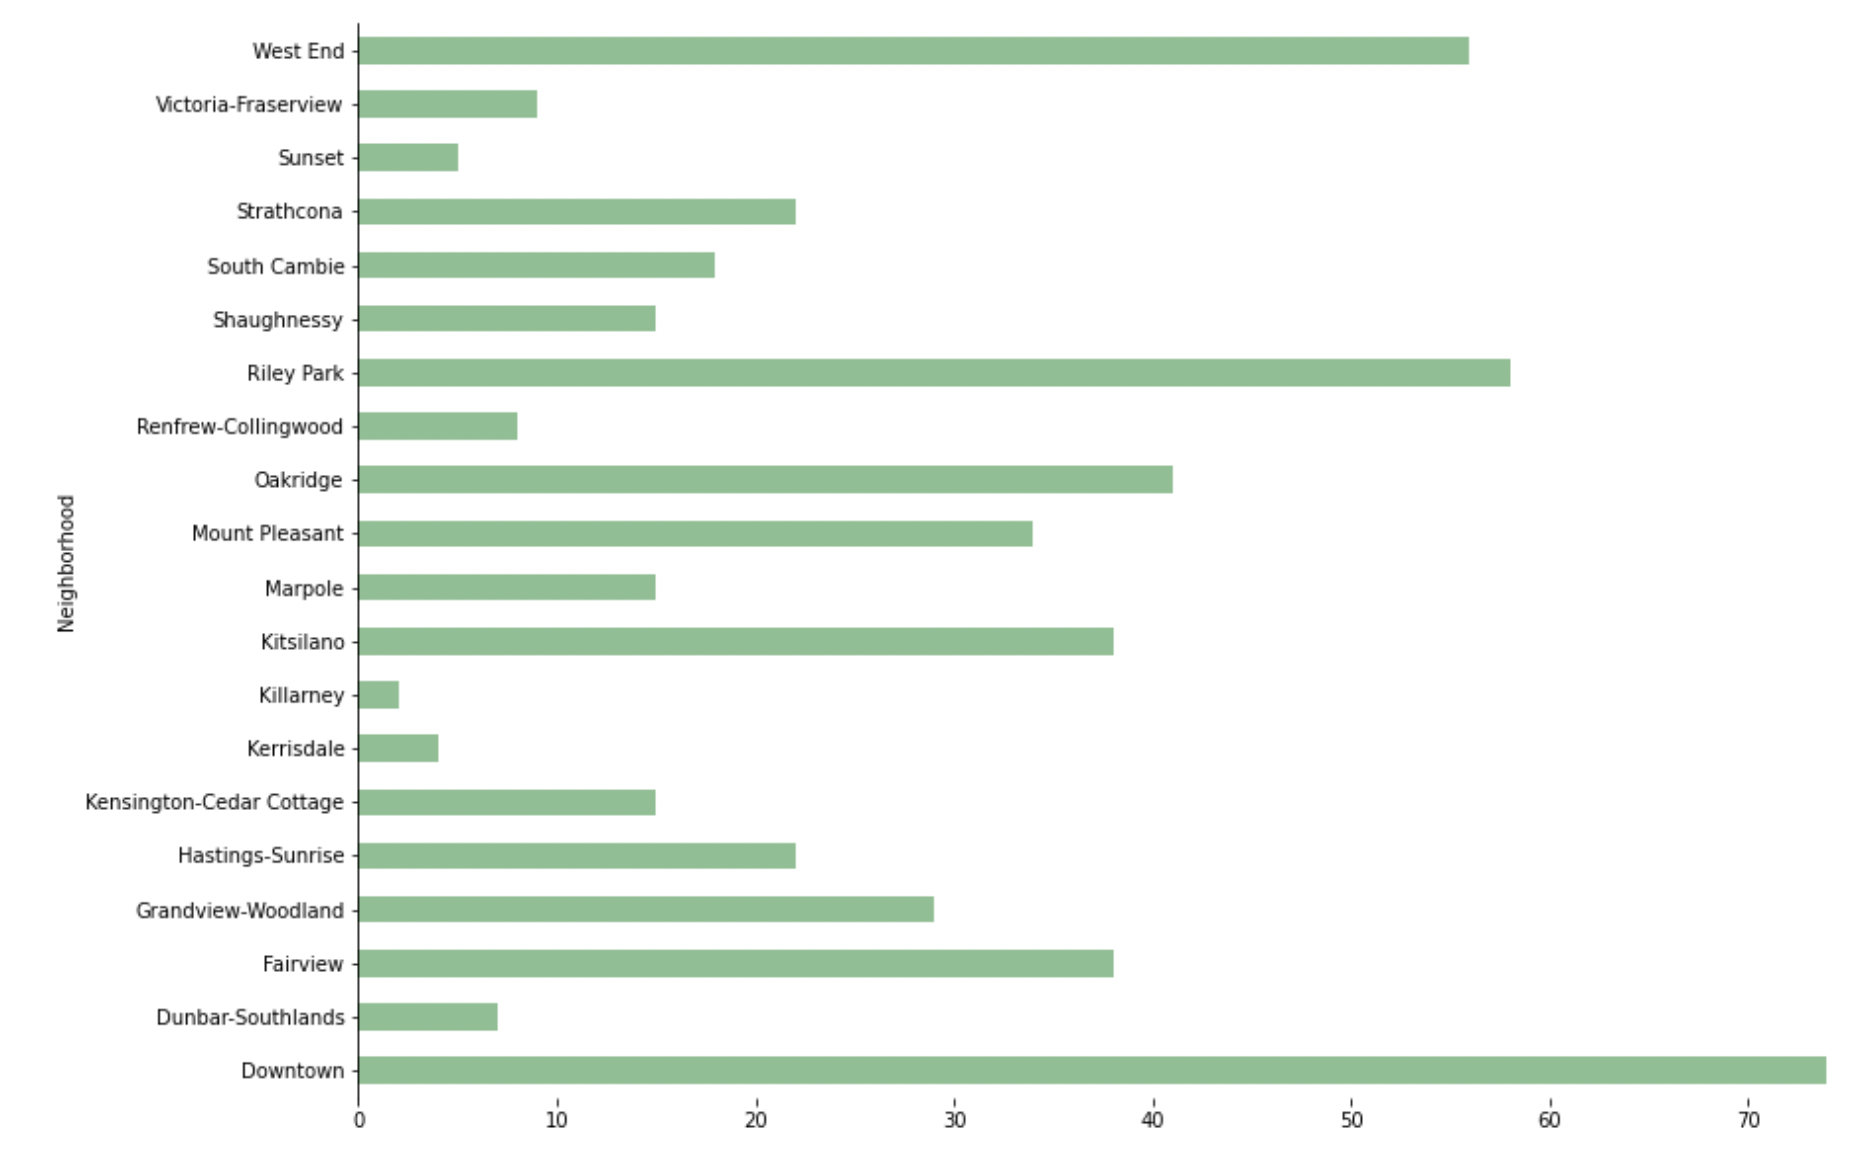 West End
Victoria-Fraserview
Sunset
Strathcona
South Cambie
Shaughnessy
Riley Park
Renfrew-Collingwood
Oakridge
Mount Pleasant
Marpole
Kitsilano
Killarney
Kerrisdale
Kensington-Cedar Cottage
Hastings-Sunrise
Grandview-Woodland
Fairview
Dunbar-Southlands
Downtown
Neighborhood
0 10 20 30 40 50 60 70